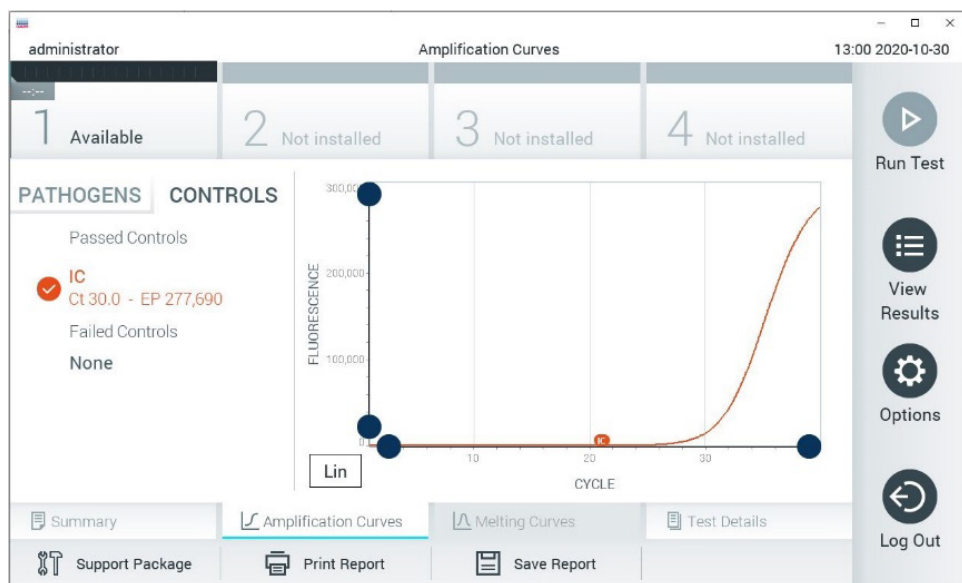 administrator
Amplification Curves
13:00 2020-10-30
--:--
1 Available
2 Not installed
3 Not installed
4 Not installed
Run Test
PATHOGENS
CONTROLS
Passed Controls
IC
Ct 30.0 - EP 277,690
Failed Controls
None
300,00
200,000
100,000
0
FLUORESCENCE
IC
10
20
30
CYCLE
Lin
View
Results
Options
Log Out
Summary
Amplification Curves
Melting Curves
Test Details
Support Package
Print Report
Save Report